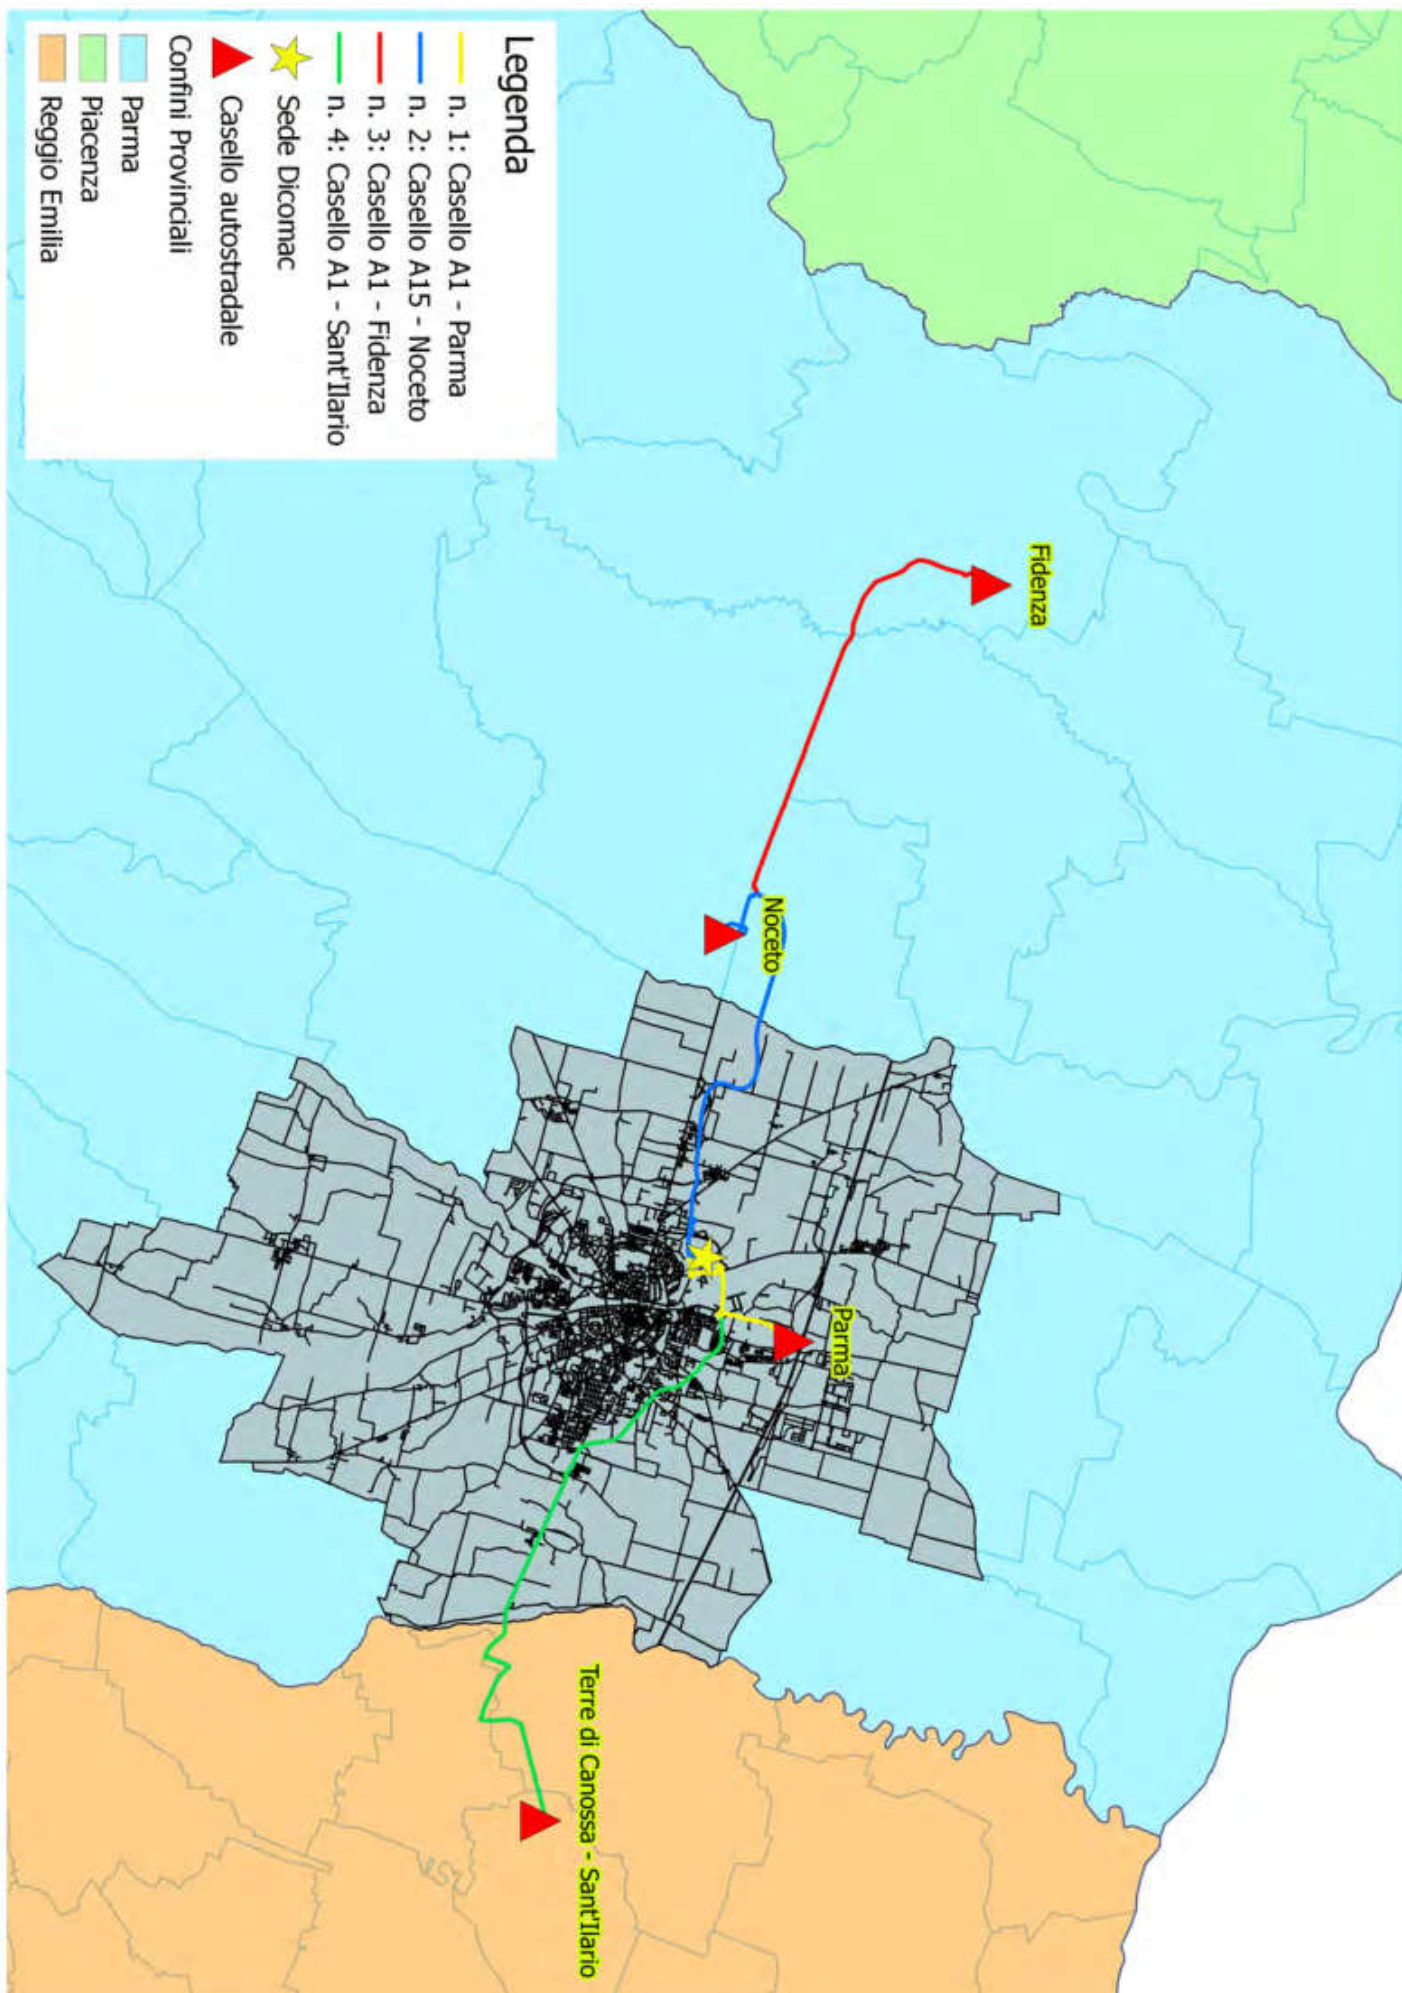 Legenda
n. 1: Casello A1 - Parma
n. 2: Casello A15 - Noceto
n. 3: Casello A1 - Fidenza
n. 4: Casello A1 - Sant'Ilario
Sede Dicomac
Casello autostradale
Confini Provinciali
Parma
Piacenza
Reggio Emilia
Fidenza
Noceto
Parma
Terre di Canossa - Sant'Ilario